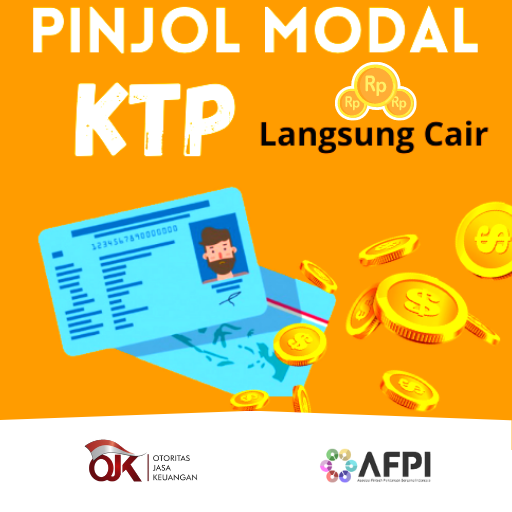 PINJOL MODAL
KTP
Rp
Rp
Rp
Langsung Cair
1234567890000000
OJK
OTORITAS
JASA
KEUANGAN
AFPI